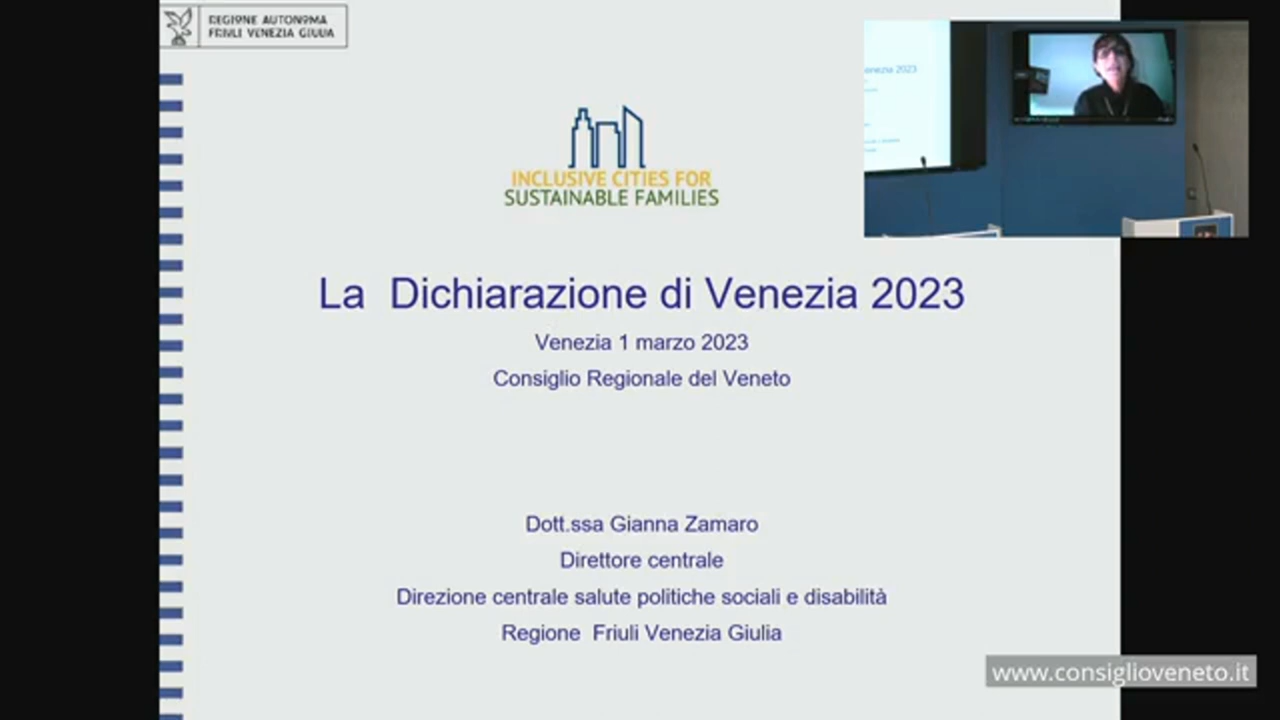 REGIONE AUTONOMA
FRIULI VENEZIA GIULIA
INCLUSIVE CITIES FOR
SUSTAINABLE FAMILIES
enezia 2023
La  Dichiarazione di Venezia 2023
Venezia 1 marzo 2023
Consiglio Regionale del Veneto
Dott.ssa Gianna Zamaro
Direttore centrale
Direzione centrale salute politiche sociali e disabilità
Regione  Friuli Venezia Giulia
www.consiglioveneto.it